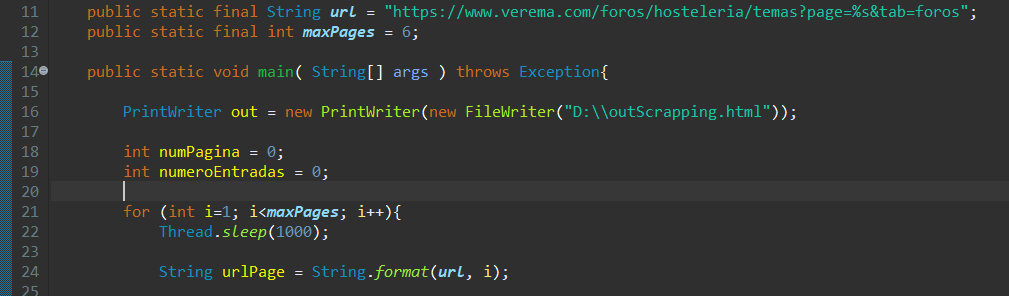 11 public static final String url = "https://www.verema.com/foros/hosteleria/temas?page=%s&tab=foros";
12 public static final int maxPages = 6;
13
14 public static void main( String[] args ) throws Exception{
15
16 PrintWriter out = new PrintWriter(new FileWriter("D:\\outScrapping.html"));
17
18 int numPagina = 0;
19 int numeroEntradas = 0;
20
21 for (int i=1; i<maxPages; i++){
22 Thread.sleep(1000);
23
24 String urlPage = String.format(url, i);
25